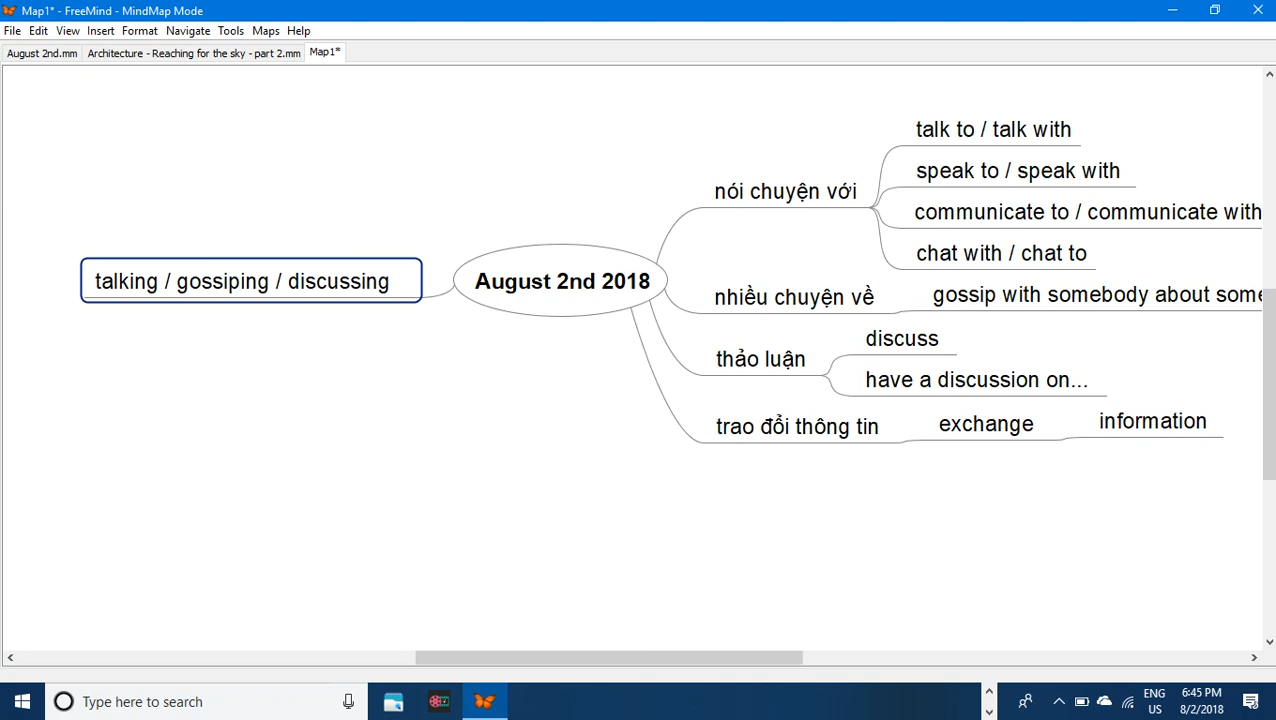 Map1* - FreeMind - MindMap Mode
File Edit View Insert Format Navigate Tools Maps Help
August 2nd.mm Architecture - Reaching for the sky - part 2.mm Map1*
talk to / talk with
speak to / speak with
nói chuyện với
communicate to / communicate with
chat with / chat to
talking / gossiping / discussing
August 2nd 2018
nhiều chuyện về
gossip with somebody about some
discuss
thảo luận
have a discussion on...
trao đổi thông tin
exchange
information
Type here to search
ENG
US
6:45 PM
8/2/2018